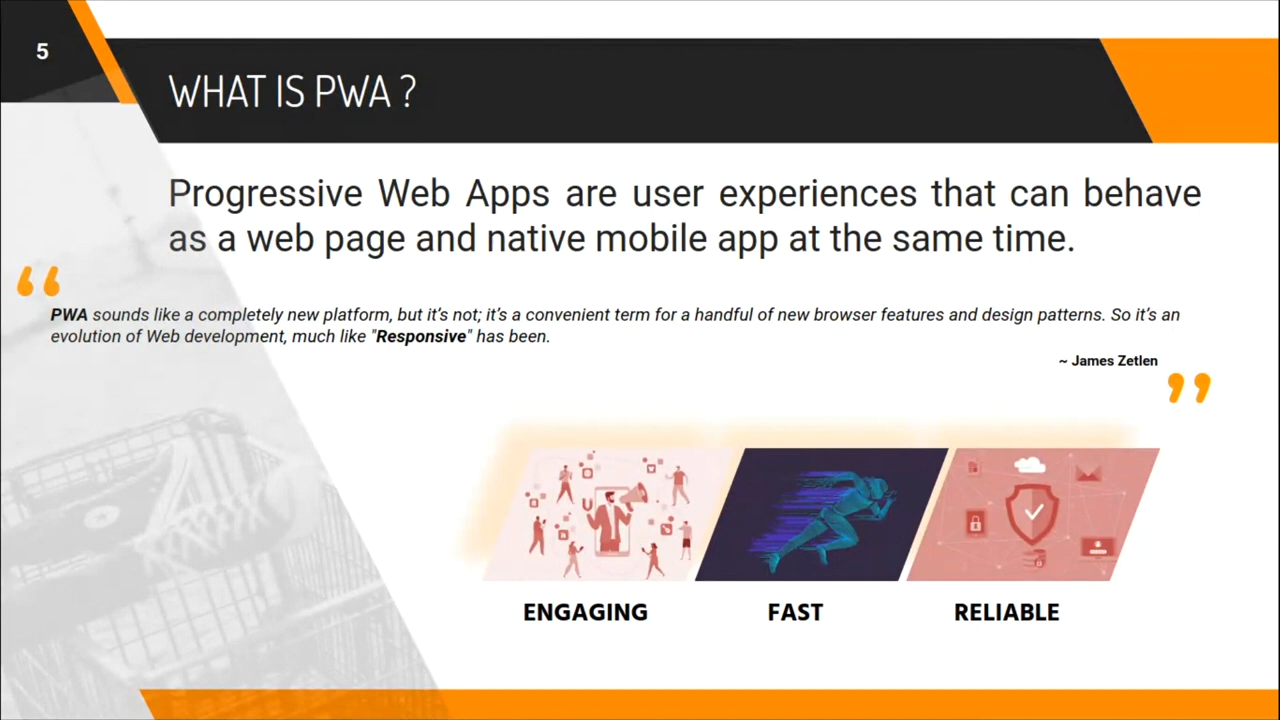 5
WHAT IS PWA ?
Progressive Web Apps are user experiences that can behave
as a web page and native mobile app at the same time.
“
PWA sounds like a completely new platform, but it’s not; it’s a convenient term for a handful of new browser features and design patterns. So it’s an
evolution of Web development, much like "Responsive" has been.
~ James Zetlen
”
ENGAGING FAST RELIABLE